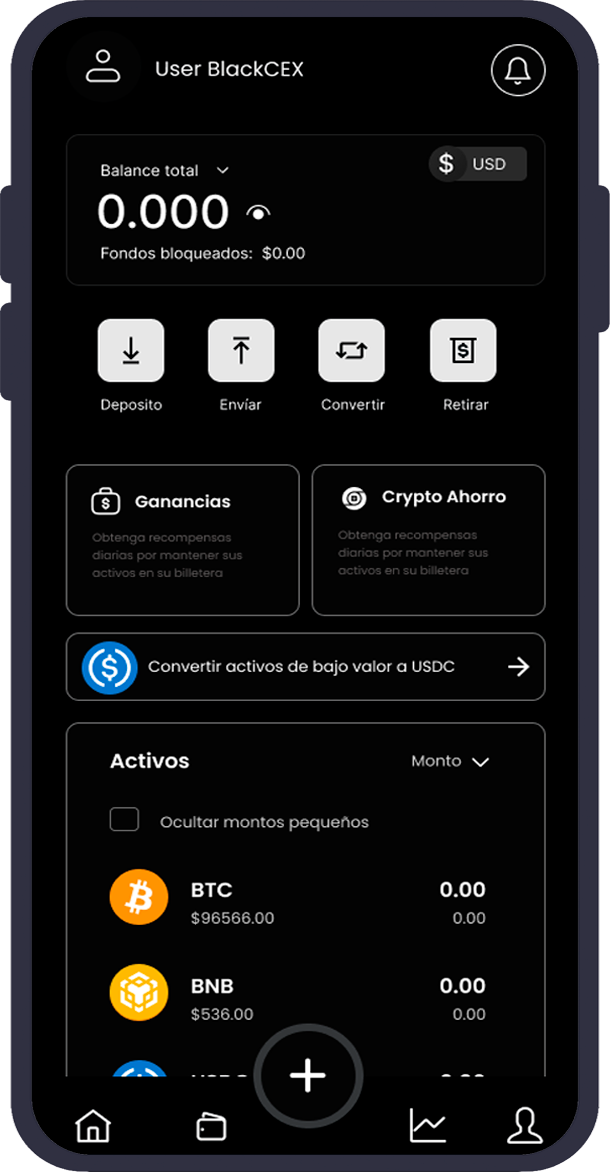 User BlackCEX
Balance total
$ USD
0.000
Fondos bloqueados: $0.00
Deposito
Envíar
Convertir
Retirar
Ganancias
Obtenga recompensas
diarias por mantener sus
activos en su billetera
Crypto Ahorro
Obtenga recompensas
diarias por mantener sus
activos en su billetera
Convertir activos de bajo valor a USDC
Activos
Monto
Ocultar montos pequeños
BTC
0.00
$96566.00
0.00
BNB
0.00
$536.00
0.00